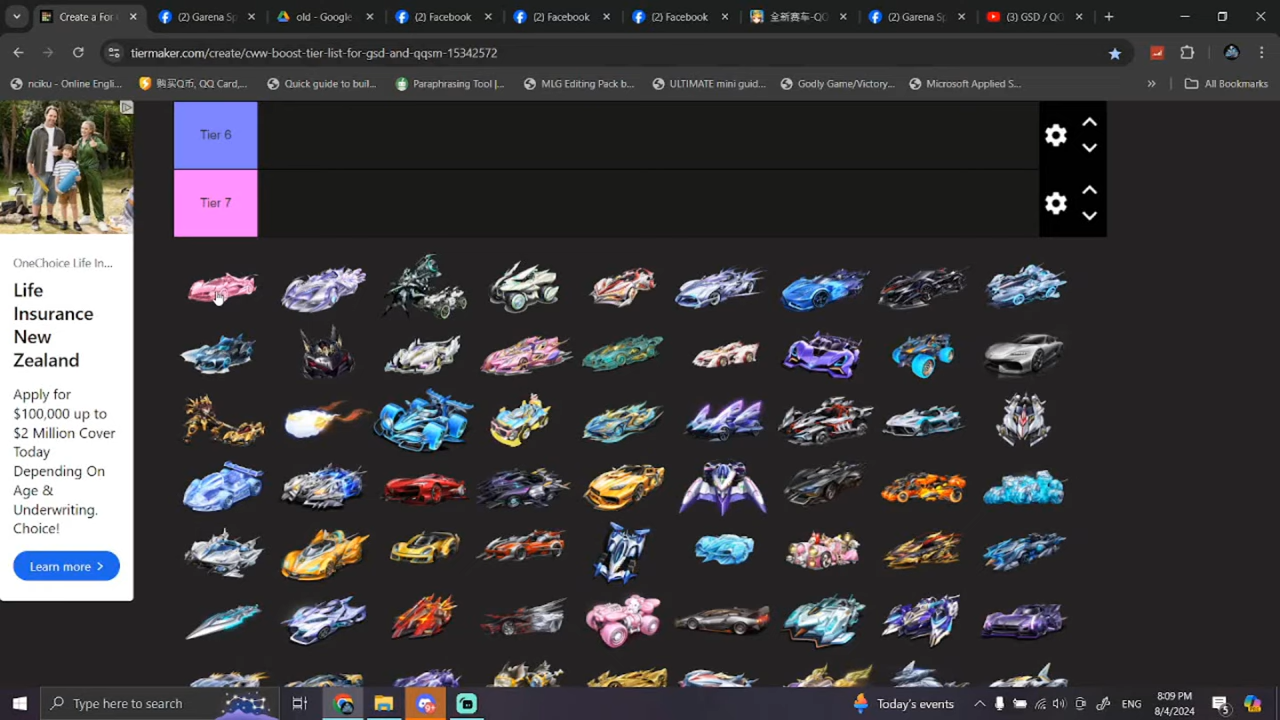 Create a For C
(2) Garena Sp
old - Google
(2) Facebook
(2) Facebook
(2) Facebook
全新赛车-QQ
(2) Garena Sp
(3) GSD / QQ
tiermaker.com/create/cww-boost-tier-list-for-gsd-and-qqsm-15342572
nciku - Online Engli...
购买Q币, QQ Card,...
Quick guide to buil...
Paraphrasing Tool |...
MLG Editing Pack b...
ULTIMATE mini guid...
Godly Game/Victory...
Microsoft Applied S...
»
All Bookmarks
Tier 6
Tier 7
OneChoice Life In...
Life
Insurance
New
Zealand
Apply for
$100,000 up to
$2 Million Cover
Today
Depending On
Age &
Underwriting.
Choice!
Learn more >
Type here to search
Today's events
ENG
8:09 PM
8/4/2024
5